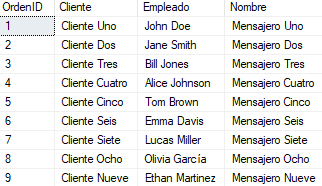 OrdenID Cliente Empleado Nombre
1 Cliente Uno John Doe Mensajero Uno
2 Cliente Dos Jane Smith Mensajero Dos
3 Cliente Tres Bill Jones Mensajero Tres
4 Cliente Cuatro Alice Johnson Mensajero Cuatro
5 Cliente Cinco Tom Brown Mensajero Cinco
6 Cliente Seis Emma Davis Mensajero Seis
7 Cliente Siete Lucas Miller Mensajero Siete
8 Cliente Ocho Olivia García Mensajero Ocho
9 Cliente Nueve Ethan Martinez Mensajero Nueve